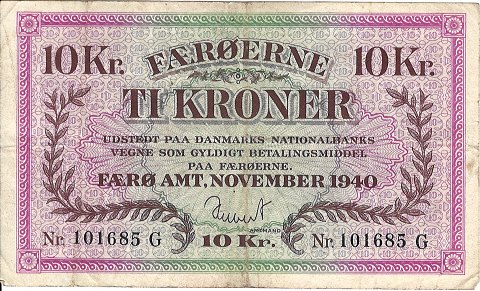 FÆRØERNE
10 Kr. 10 Kr.
TI KRONER
UDSTEDT PAA DANMARKS NATIONALBANKS
VEGNE SOM GYLDIGT BETALINGSMIDDEL
PAA FÆRØERNE.
FÆRØ AMT, NOVEMBER 1940
AMTMAND
Nr. 101685 G 10 Kr. Nr. 101685 G